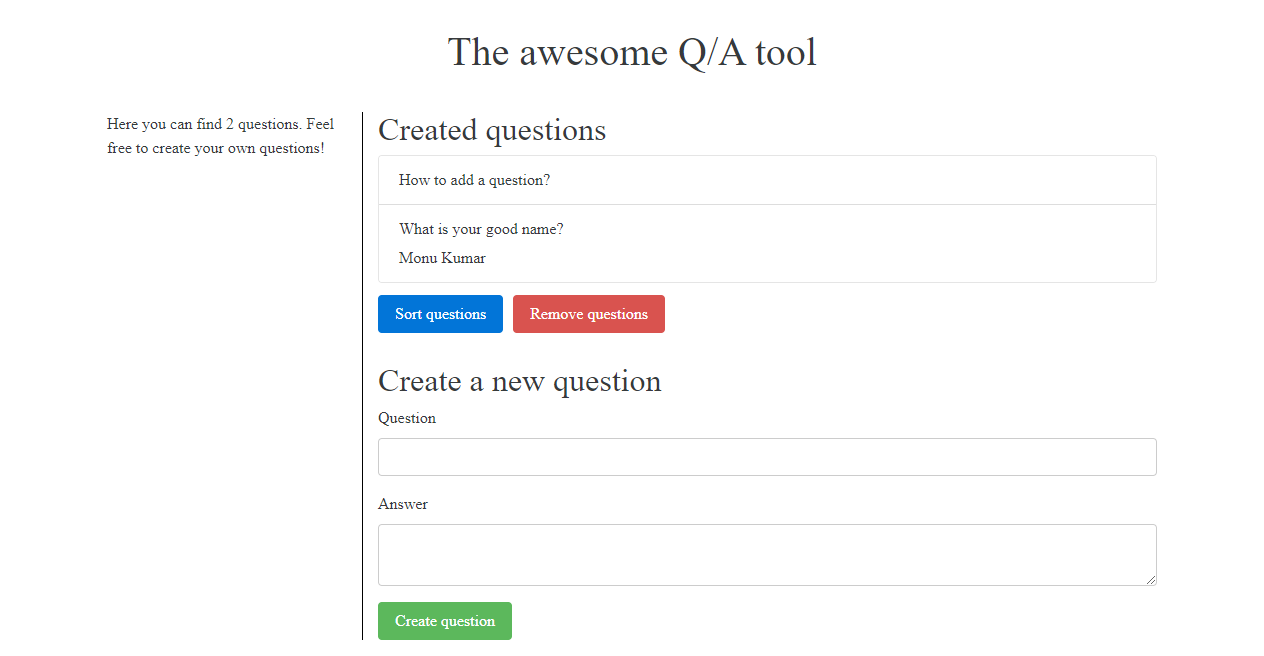 The awesome Q/A tool
Here you can find 2 questions. Feel
free to create your own questions!
Created questions
How to add a question?
What is your good name?
Monu Kumar
Sort questions
Remove questions
Create a new question
Question
Answer
Create question